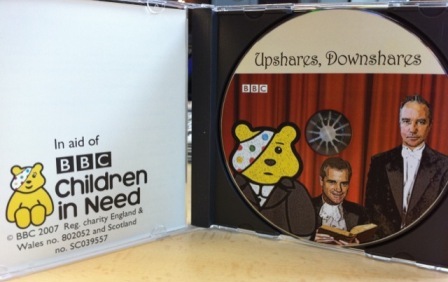 In aid of
BBC
Children
in Need
© BBC 2007 Reg. charity England &
Wales no. 802052 and Scotland
no. SC039557
Upshares, Downshares
BBC